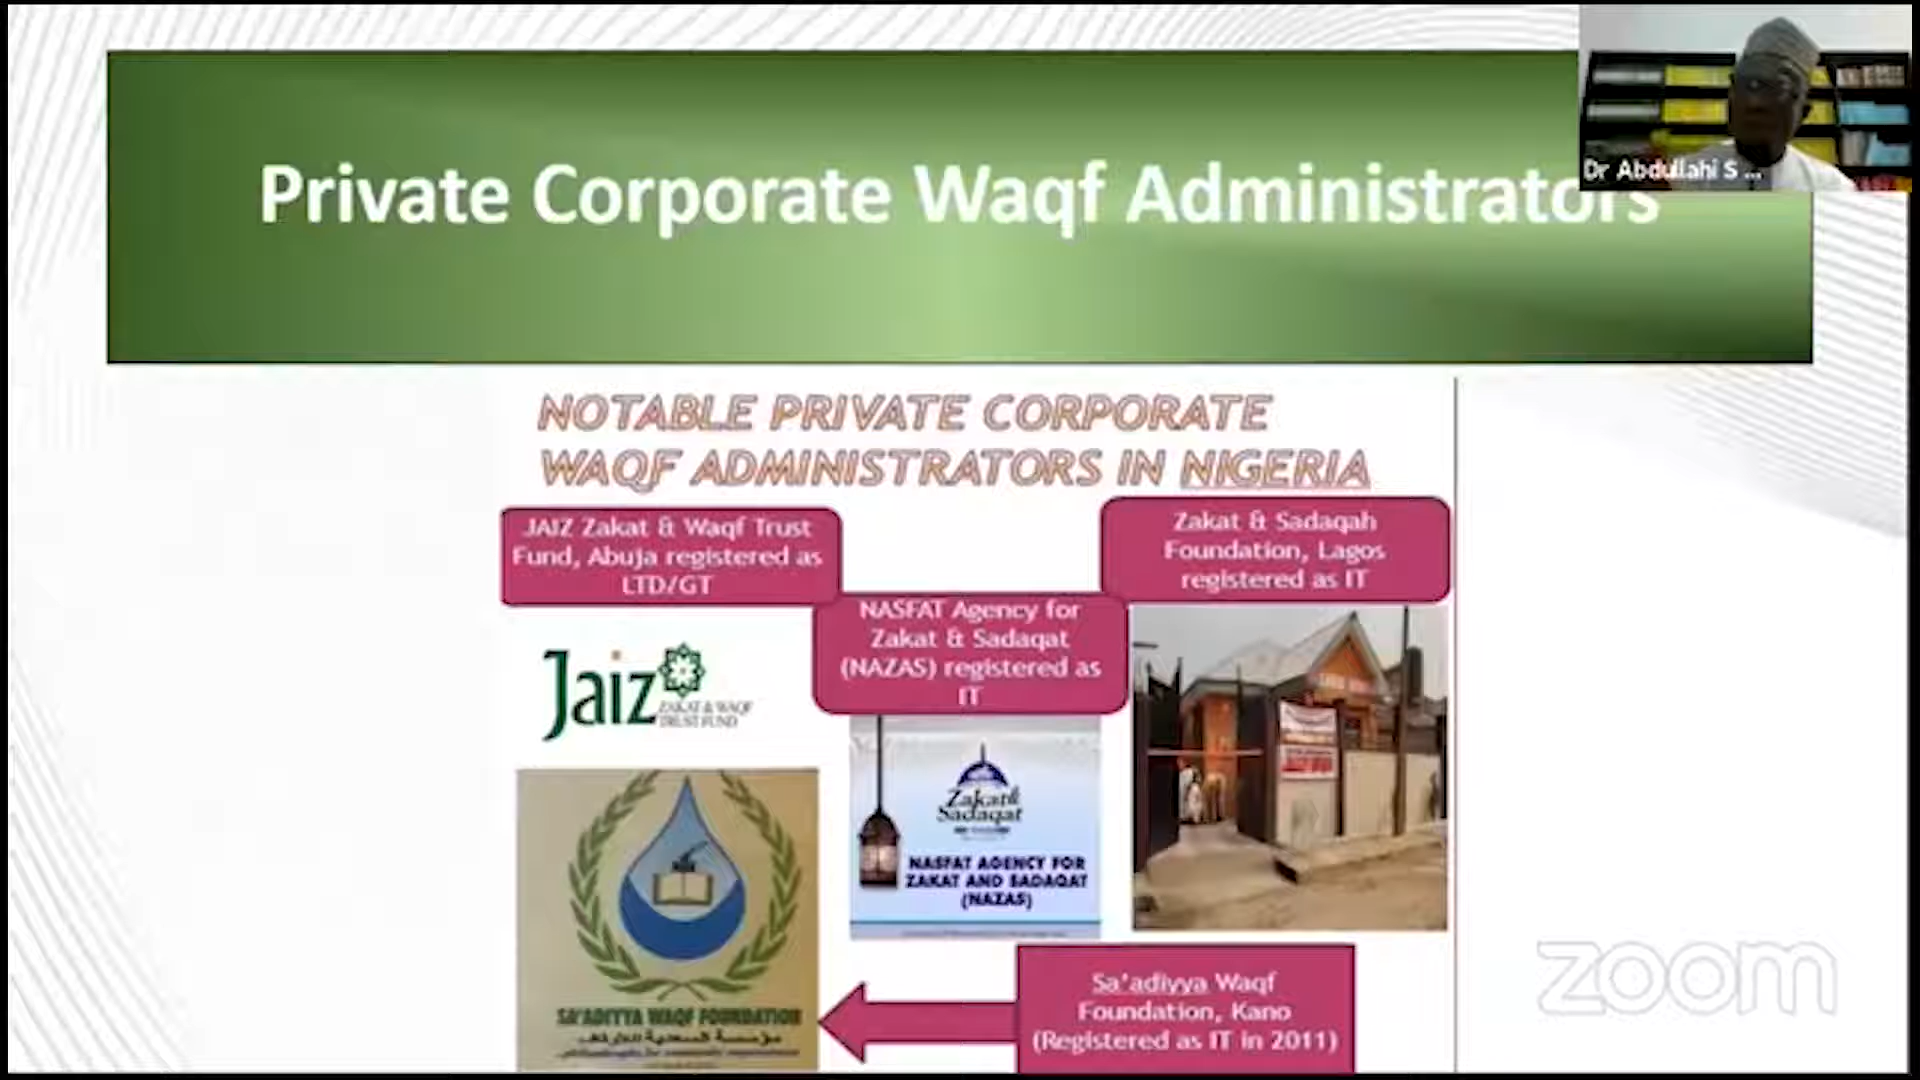 Private Corporate Waqf Administrators
Dr Abdullahi S ...
NOTABLE PRIVATE CORPORATE
WAQF ADMINISTRATORS IN NIGERIA
JAIZ Zakat & Waqf Trust
Fund, Abuja registered as
LTD/GT
Zakat & Sadaqah
Foundation, Lagos
registered as IT
NASFAT Agency for
Zakat & Sadaqat
(NAZAS) registered as
IT
Jaiz
ZAKAT & WAQF
TRUST FUND
Zakat &
Sadaqat
NASFAT AGENCY FOR
ZAKAT AND SADAQAT
(NAZAS)
SA'ADIYYA WAQF FOUNDATION
Sa'adiyya Waqf
Foundation, Kano
(Registered as IT in 2011)
zoom